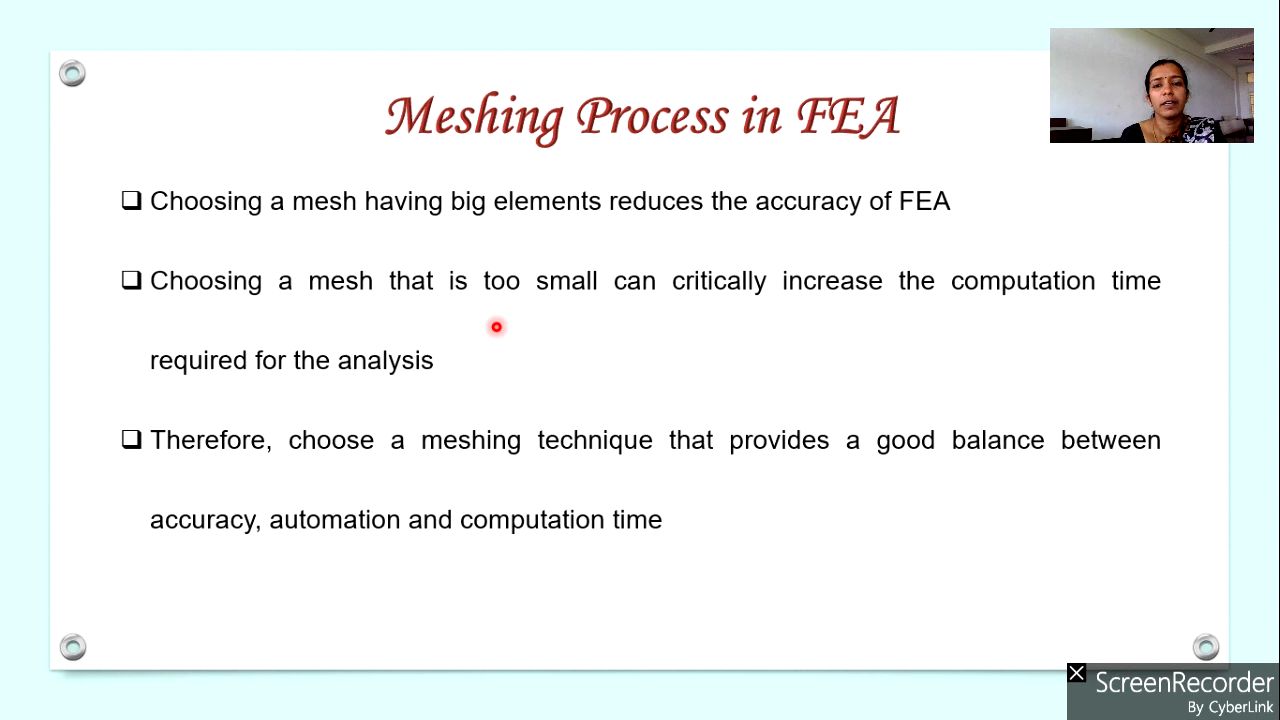 Meshing Process in FEA
Choosing a mesh having big elements reduces the accuracy of FEA
Choosing a mesh that is too small can critically increase the computation time
required for the analysis
Therefore, choose a meshing technique that provides a good balance between
accuracy, automation and computation time
ScreenRecorder
By CyberLink